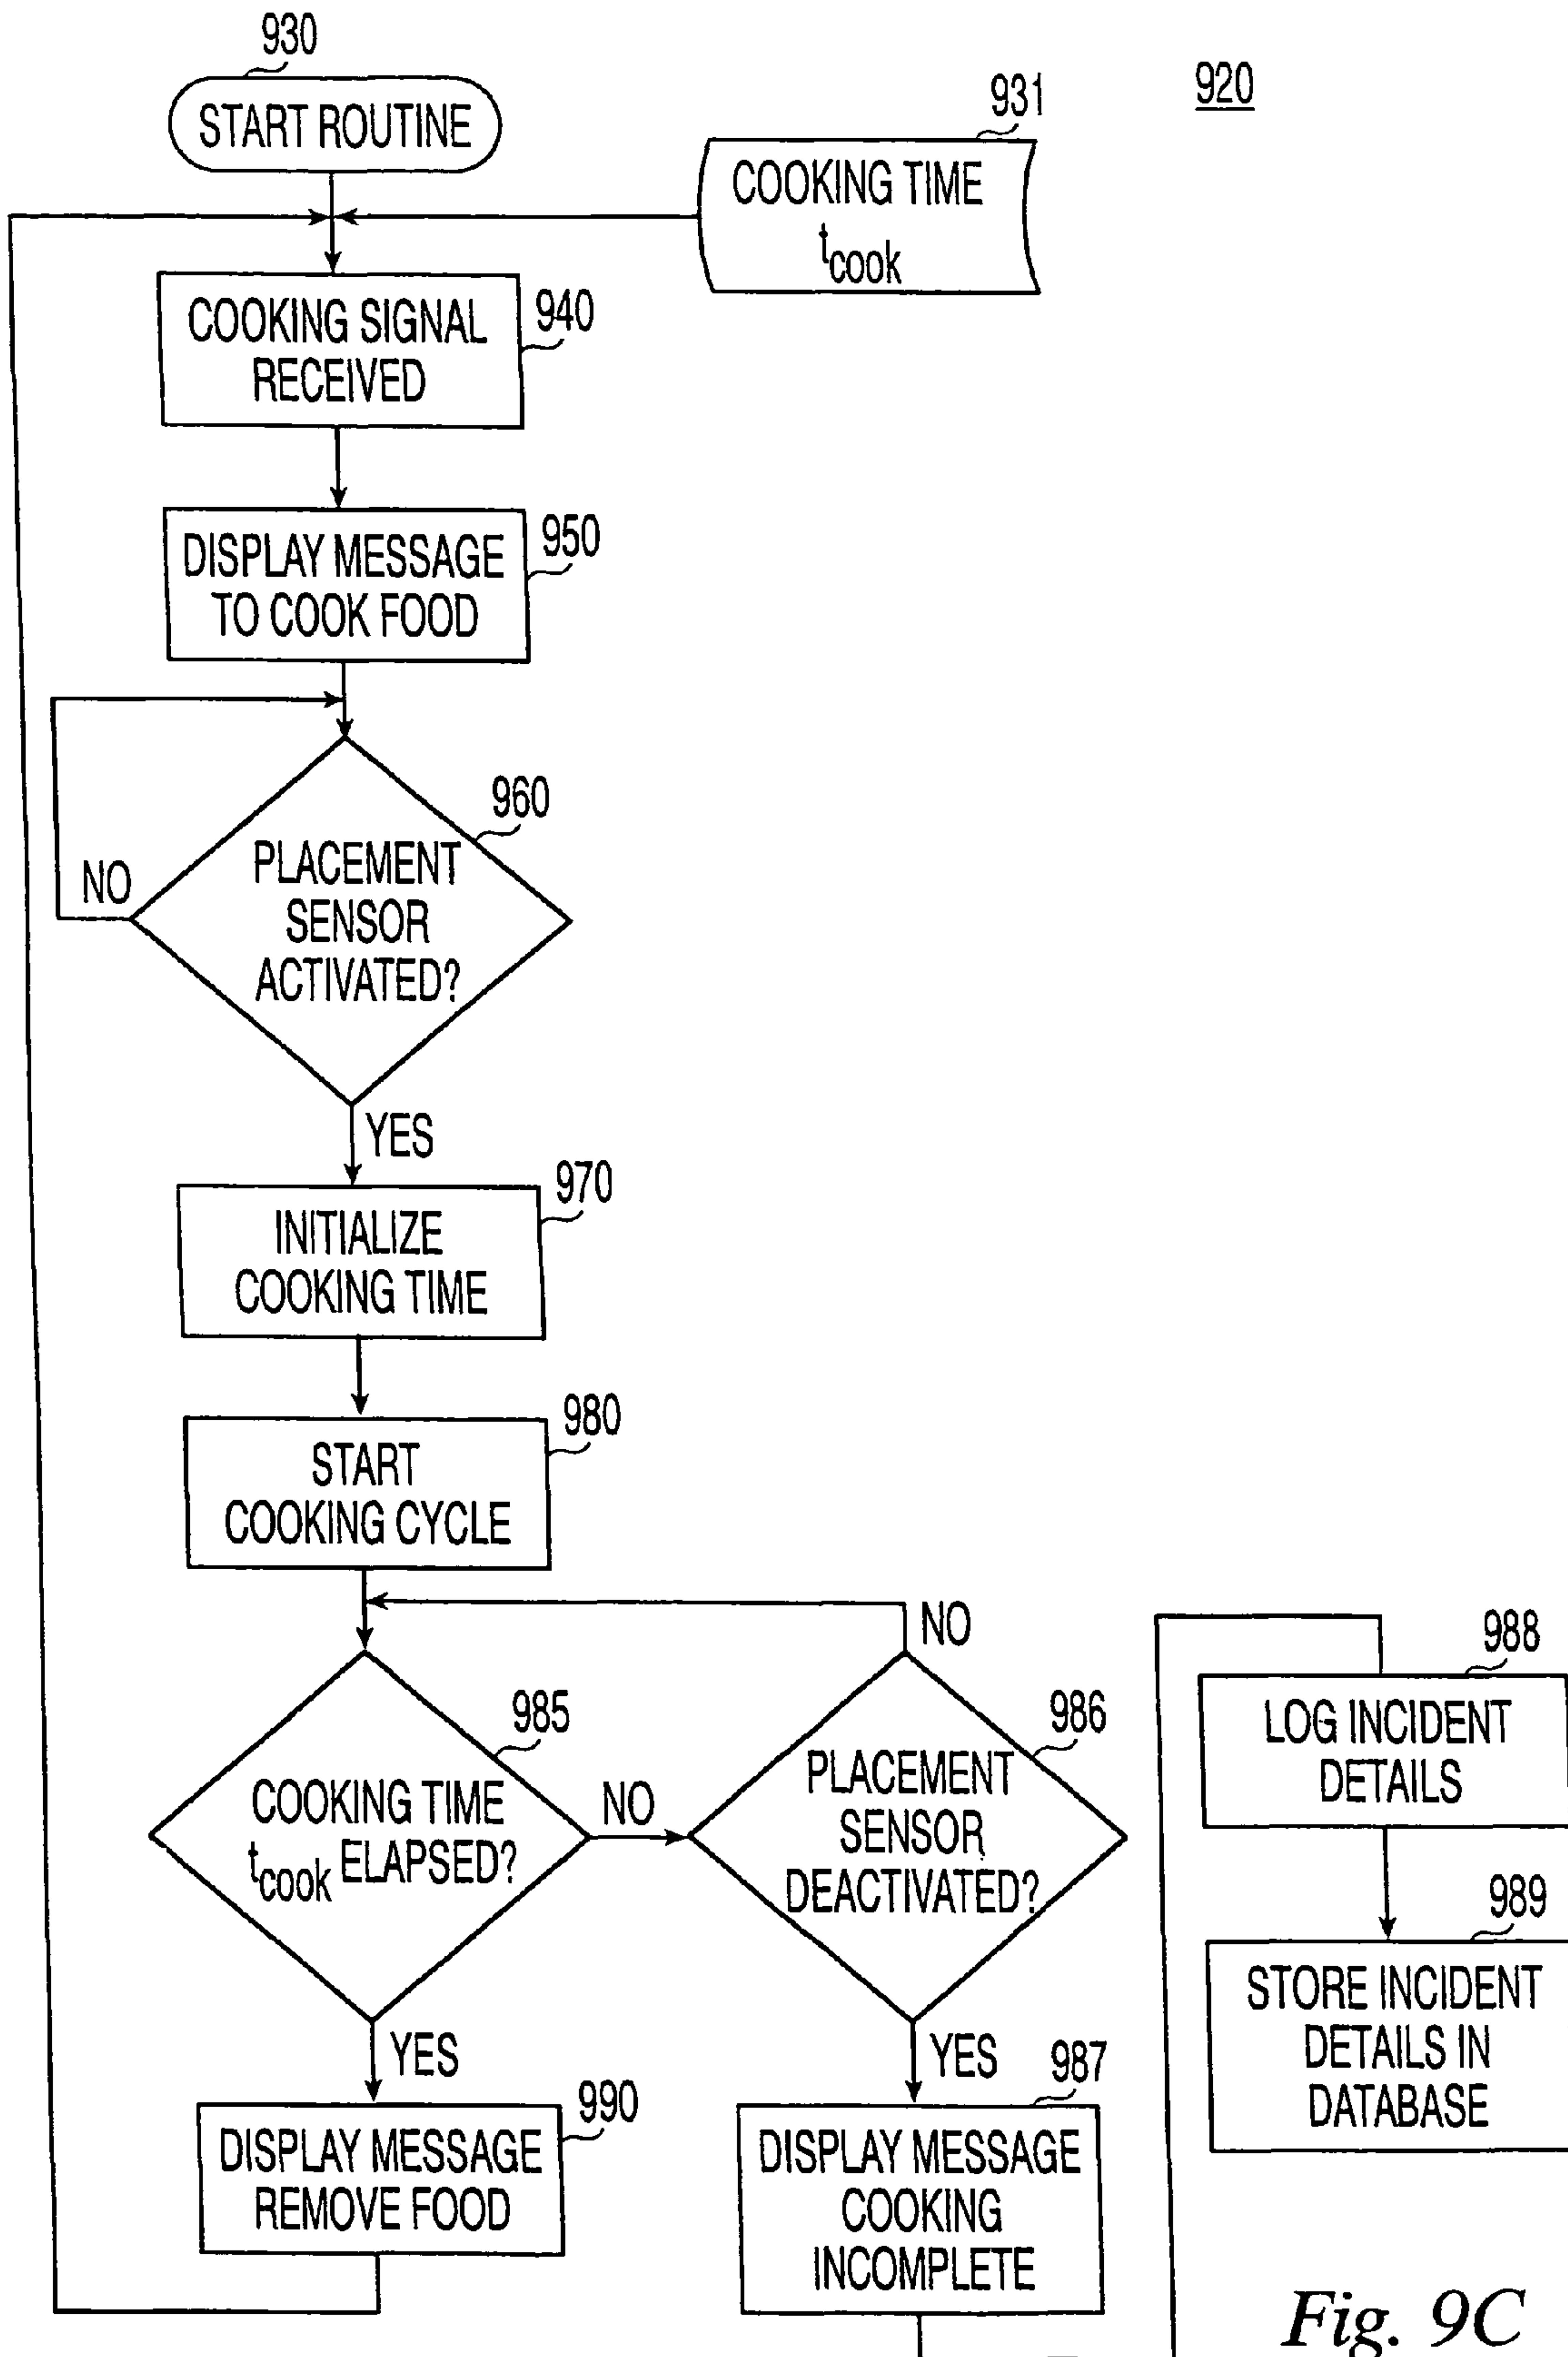 930
START ROUTINE
920
931
COOKING TIME
tcook
COOKING SIGNAL
RECEIVED
940
DISPLAY MESSAGE
TO COOK FOOD
950
960
PLACEMENT
SENSOR
ACTIVATED?
NO
YES
970
INITIALIZE
COOKING TIME
980
START
COOKING CYCLE
985
COOKING TIME
tcook ELAPSED?
NO
YES
986
PLACEMENT
SENSOR
DEACTIVATED?
NO
YES
990
DISPLAY MESSAGE
REMOVE FOOD
987
DISPLAY MESSAGE
COOKING
INCOMPLETE
988
LOG INCIDENT
DETAILS
989
STORE INCIDENT
DETAILS IN
DATABASE
Fig. 9C